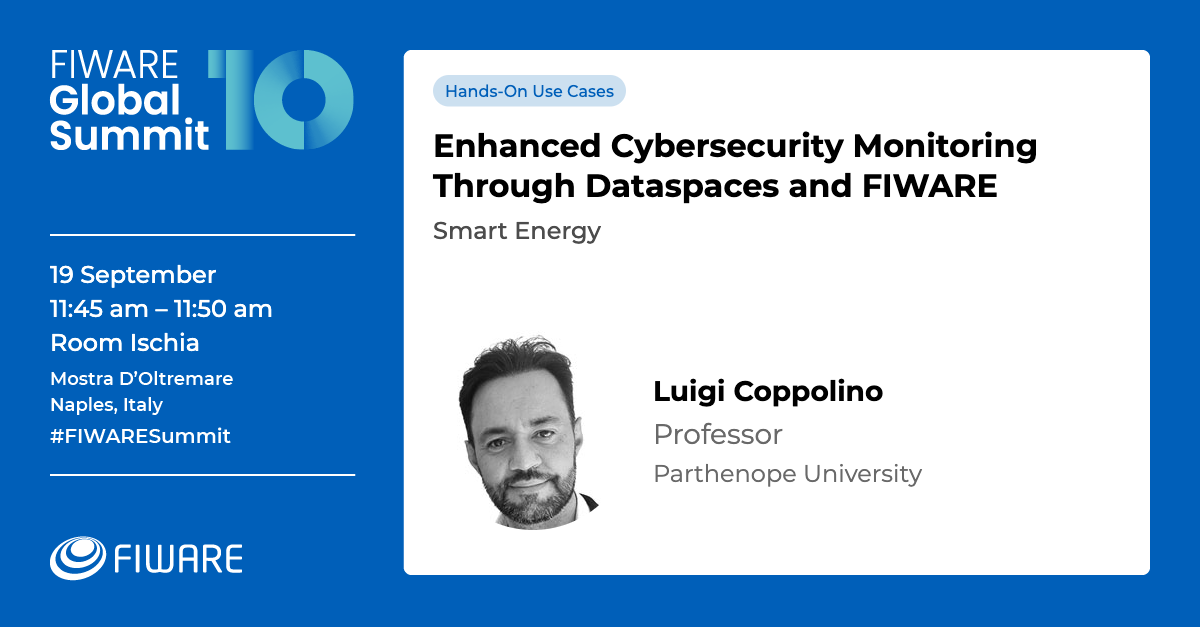 FIWARE
Global
Summit
10
19 September
11:45 am – 11:50 am
Room Ischia
Mostra D’Oltremare
Naples, Italy
#FIWARESummit
FIWARE
Hands-On Use Cases
Enhanced Cybersecurity Monitoring
Through Dataspaces and FIWARE
Smart Energy
Luigi Coppolino
Professor
Parthenope University